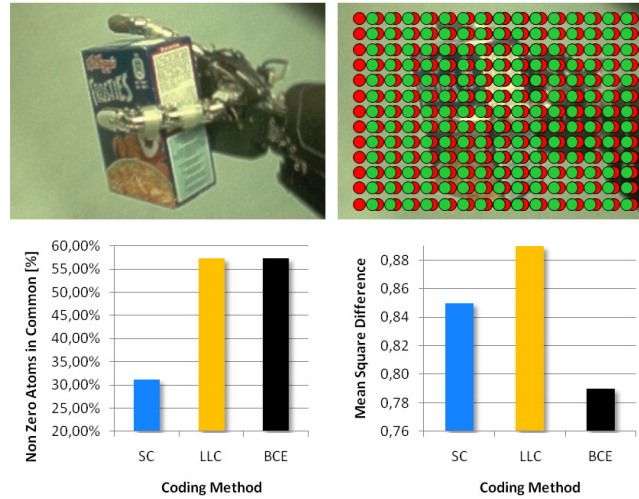 Kellogg's
FROSTIES
60,00%
55,00%
50,00%
45,00%
40,00%
35,00%
30,00%
25,00%
20,00%
Non Zero Atoms in Common [%]
SC LLC BCE
Coding Method
0,88
0,86
0,84
0,82
0,80
0,78
0,76
Mean Square Difference
SC LLC BCE
Coding Method